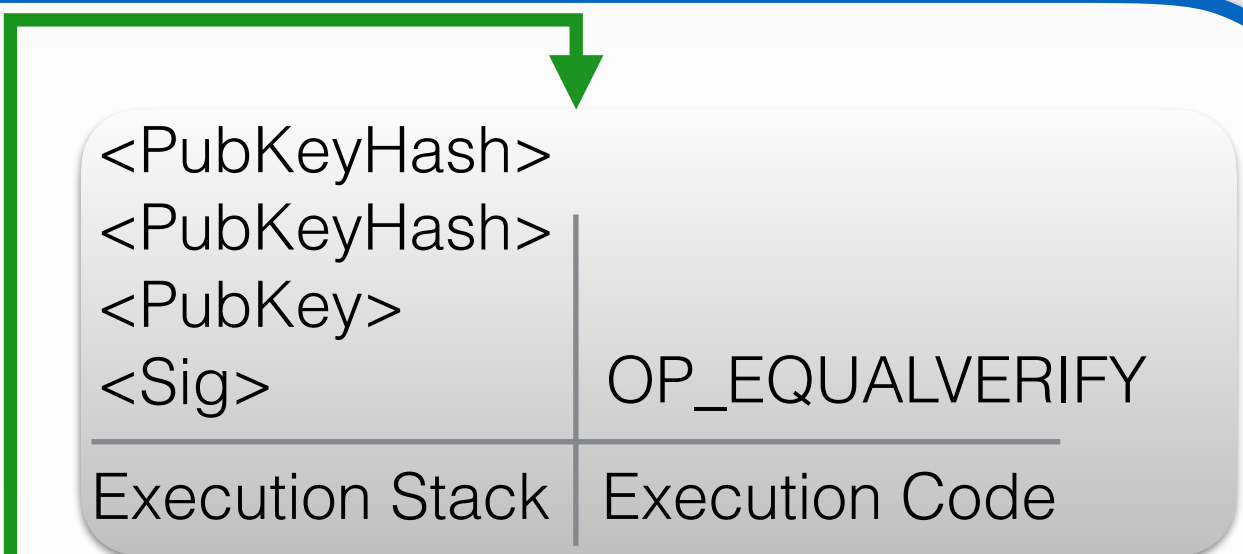 <PubKeyHash>
<PubKeyHash>
<PubKey>
<Sig> OP_EQUALVERIFY
Execution Stack Execution Code